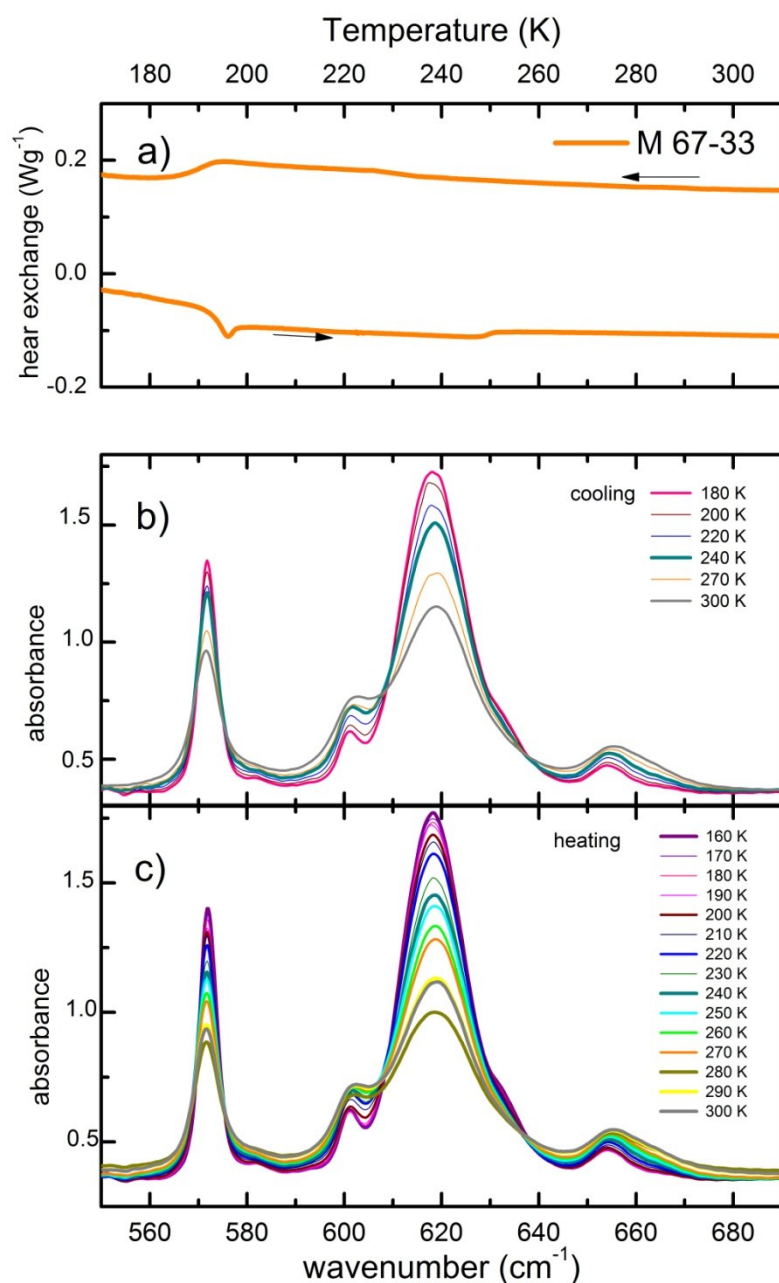 Temperature (K)
180 200 220 240 260 280 300
a)
M 67-33
0.2
0.0
-0.2
hear exchange (Wg⁻¹)
b)
cooling
180 K
200 K
220 K
240 K
270 K
300 K
1.5
1.0
0.5
absorbance
c)
heating
160 K
170 K
180 K
190 K
200 K
210 K
220 K
230 K
240 K
250 K
260 K
270 K
280 K
290 K
300 K
1.5
1.0
0.5
absorbance
560 580 600 620 640 660 680
wavenumber (cm⁻¹)